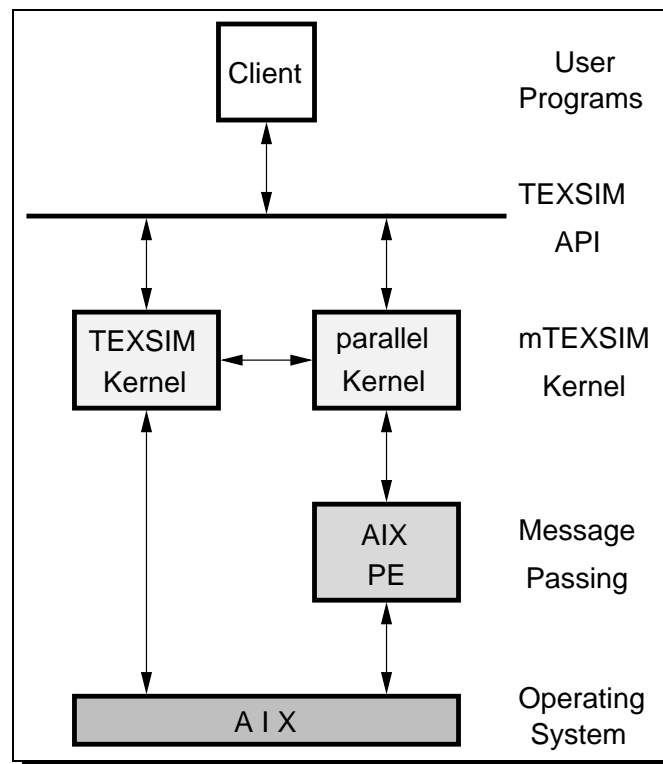 Client
User
Programs
TEXSIM
API
TEXSIM
Kernel
parallel
Kernel
mTEXSIM
Kernel
AIX
PE
Message
Passing
A I X
Operating
System